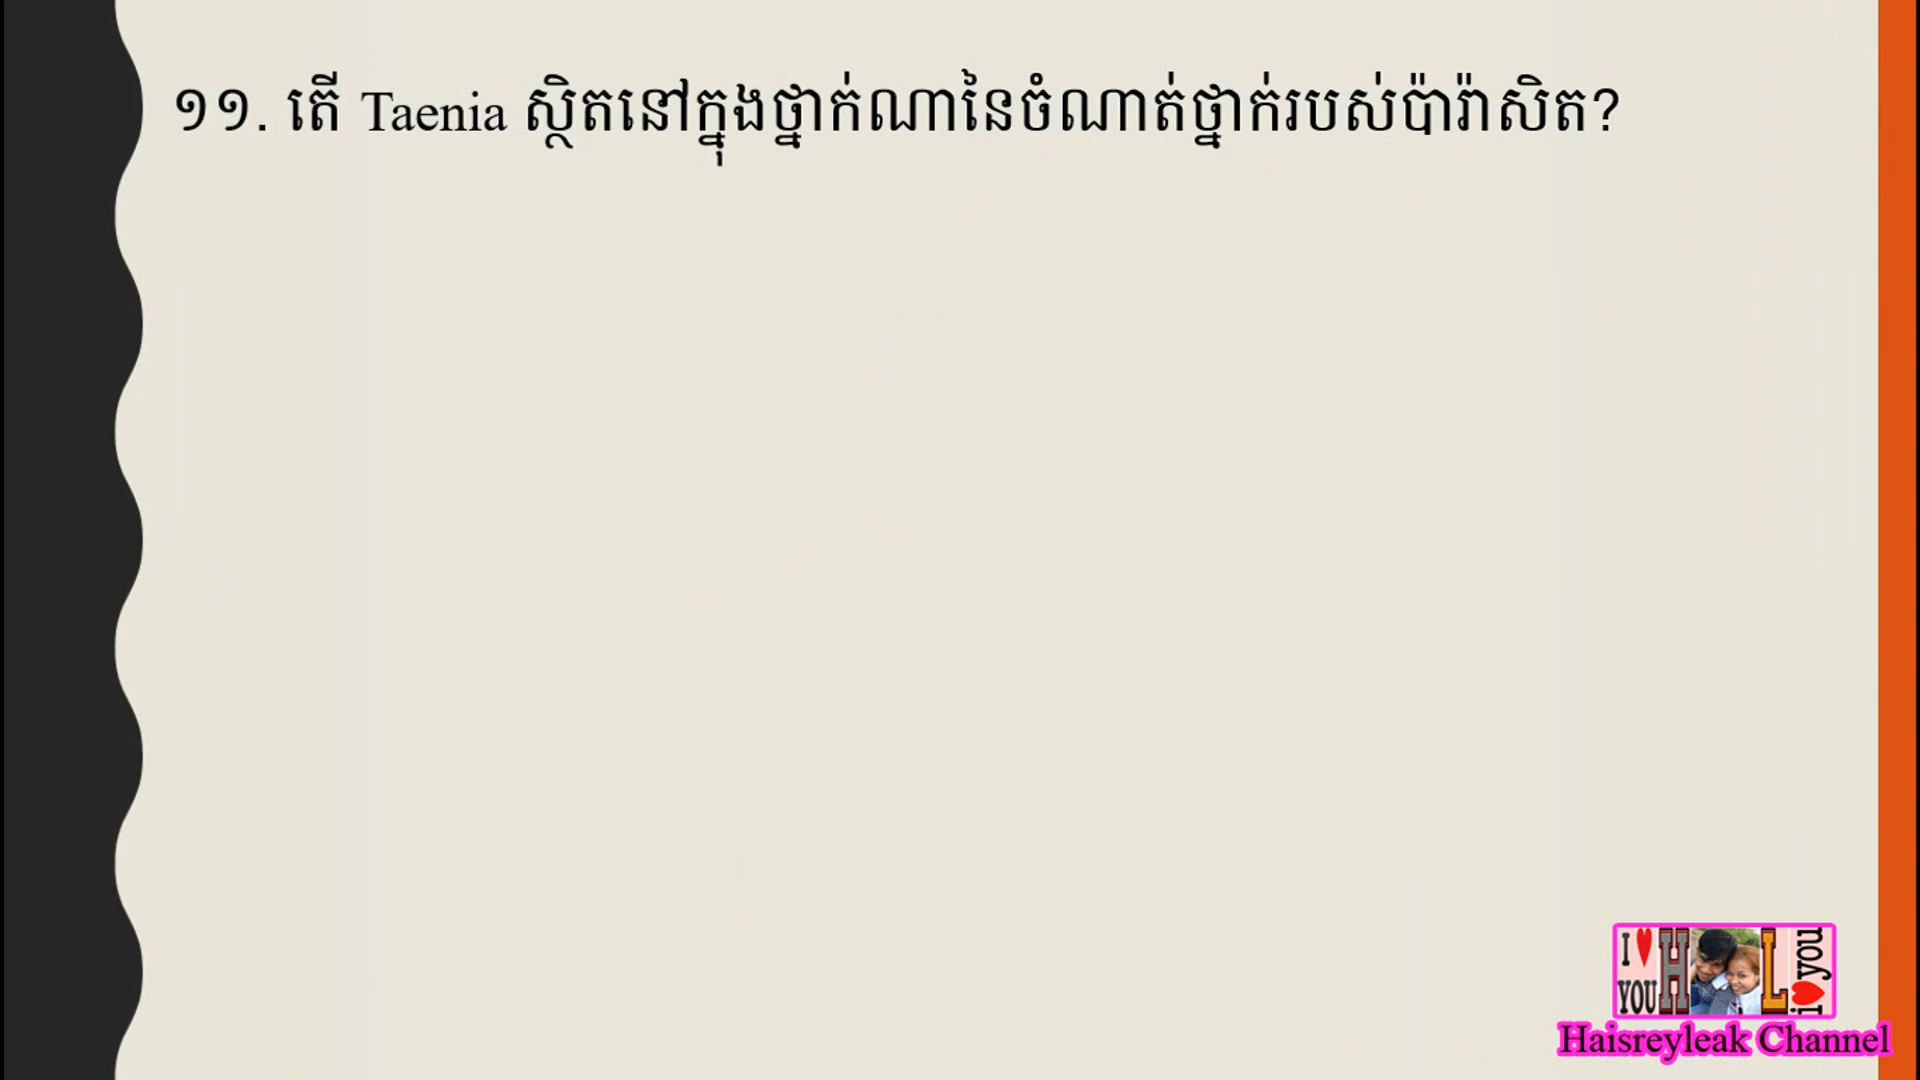 ១១. តើ Taenia ស្ថិតនៅក្នុងថ្នាក់ណានៃចំណាត់ថ្នាក់របស់ប៉ារ៉ាសិត?
I ♥ YOU H L i ♥ you
Haisreyleak Channel